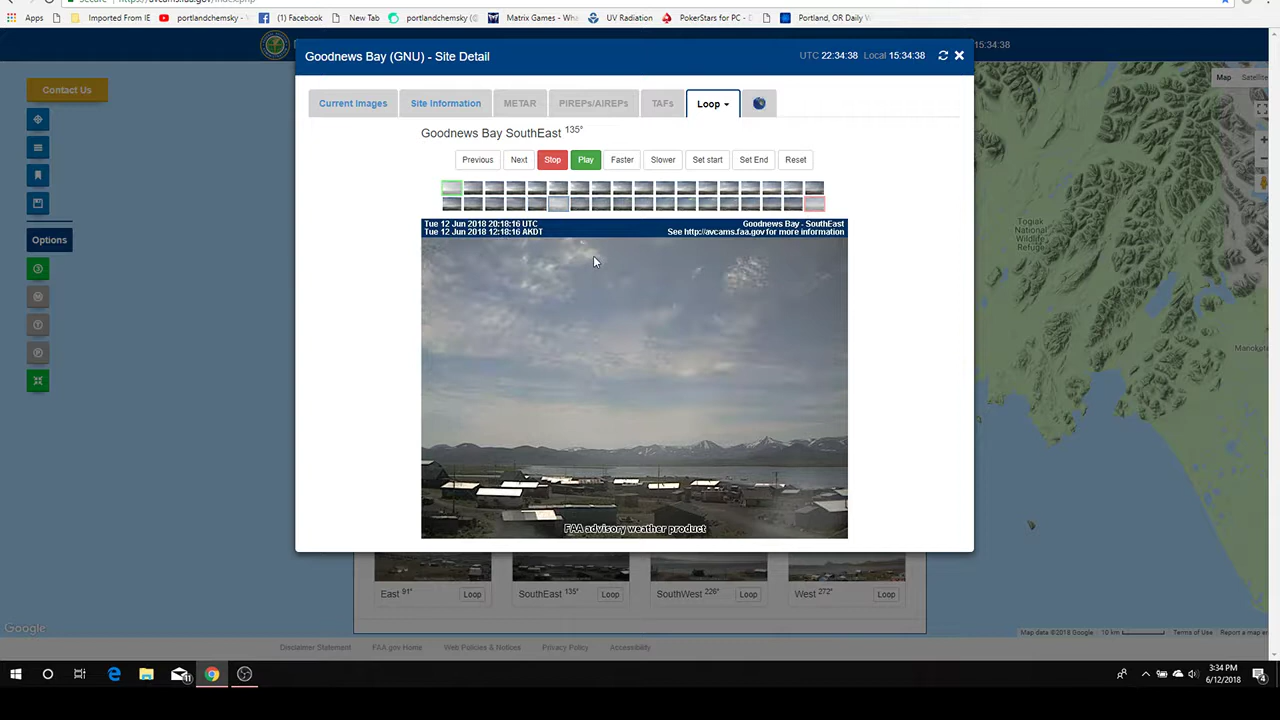 Apps
Imported From IE
portlandchemsky -
(1) Facebook
New Tab
portlandchemsky
Matrix Games - Wha
UV Radiation
PokerStars for PC - D
Portland, OR Daily W
15:34:38
Goodnews Bay (GNU) - Site Detail
UTC 22:34:38 Local 15:34:38
Contact Us
Map
Satellite
Current Images
Site Information
METAR
PIREPs/AIREPs
TAFs
Loop
Goodnews Bay SouthEast 135°
Previous
Next
Stop
Play
Faster
Slower
Set start
Set End
Reset
Options
Tue 12 Jun 2018 20:18:16 UTC
Tue 12 Jun 2018 12:18:16 AKDT
Goodnews Bay - SouthEast
See http://avcams.faa.gov for more information
Togiak
National
Wildlife
Refuge
Manokot
FAA advisory weather product
East 91°
Loop
SouthEast 135°
Loop
SouthWest 226°
Loop
West 272°
Loop
Google
Map data ©2018 Google
10 km
Terms of Use
Report a map e
Disclaimer Statement
FAA.gov Home
Web Policies & Notices
Privacy Policy
Accessibility
11
3:34 PM
6/12/2018
4